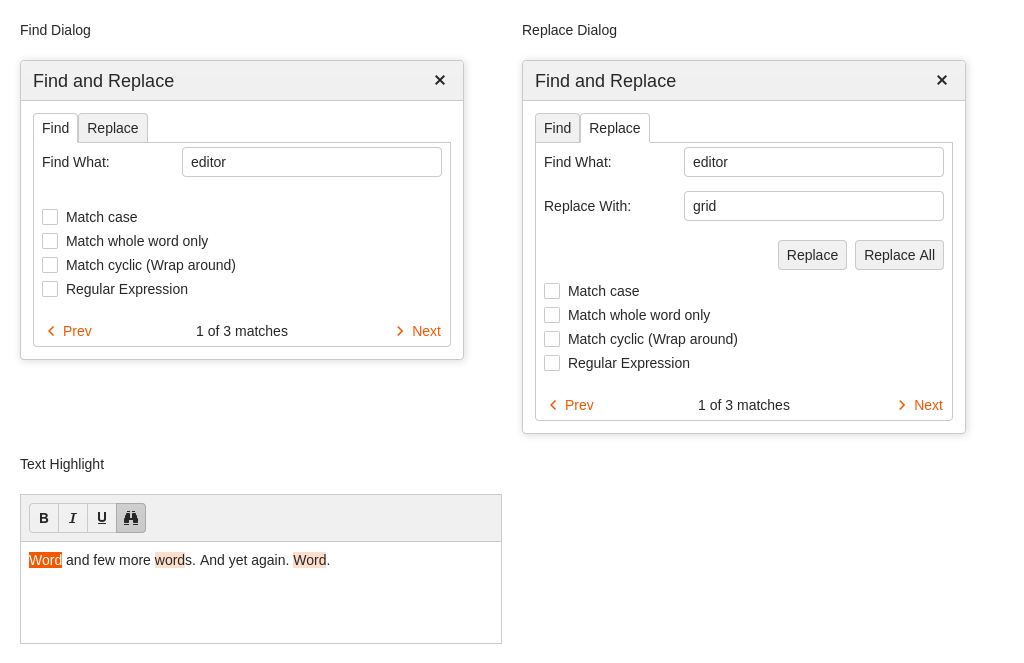 Find Dialog
Find and Replace
Find Replace
Find What: editor
Match case
Match whole word only
Match cyclic (Wrap around)
Regular Expression
Prev 1 of 3 matches Next
Replace Dialog
Find and Replace
Find Replace
Find What: editor
Replace With: grid
Replace Replace All
Match case
Match whole word only
Match cyclic (Wrap around)
Regular Expression
Prev 1 of 3 matches Next
Text Highlight
B I U
Word and few more words. And yet again. Word.